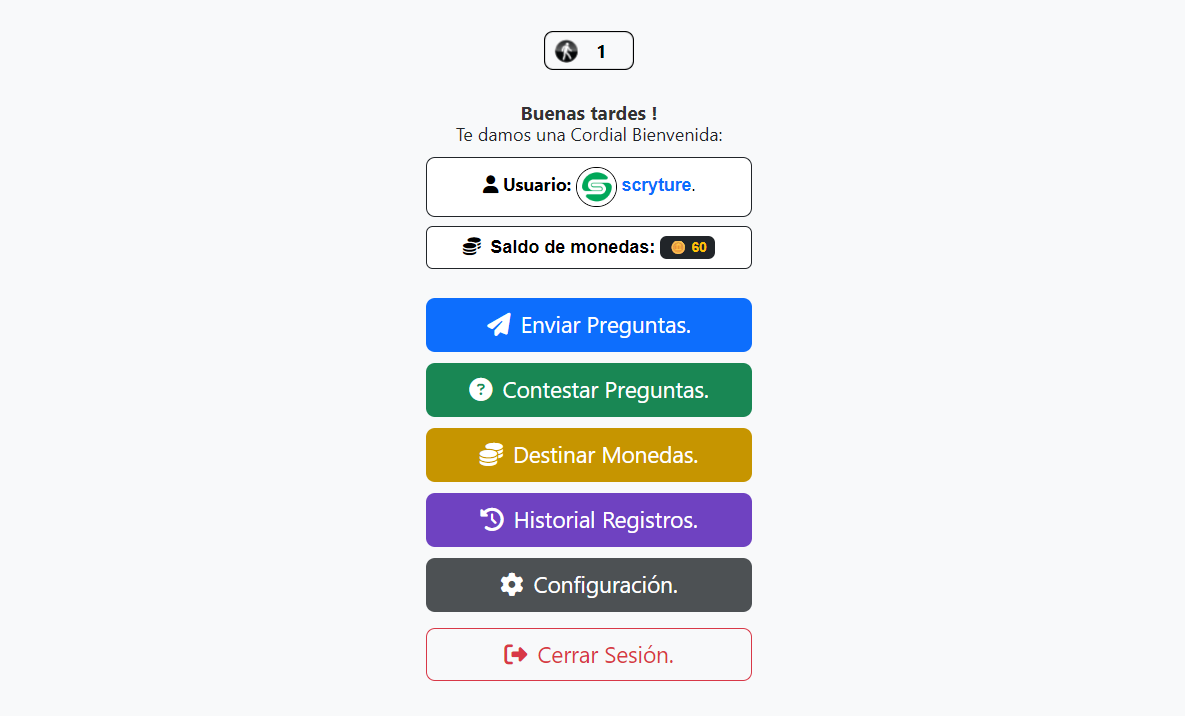 1
Buenas tardes !
Te damos una Cordial Bienvenida:
Usuario: scryture.
Saldo de monedas: 60
Enviar Preguntas.
? Contestar Preguntas.
Destinar Monedas.
Historial Registros.
Configuración.
Cerrar Sesión.